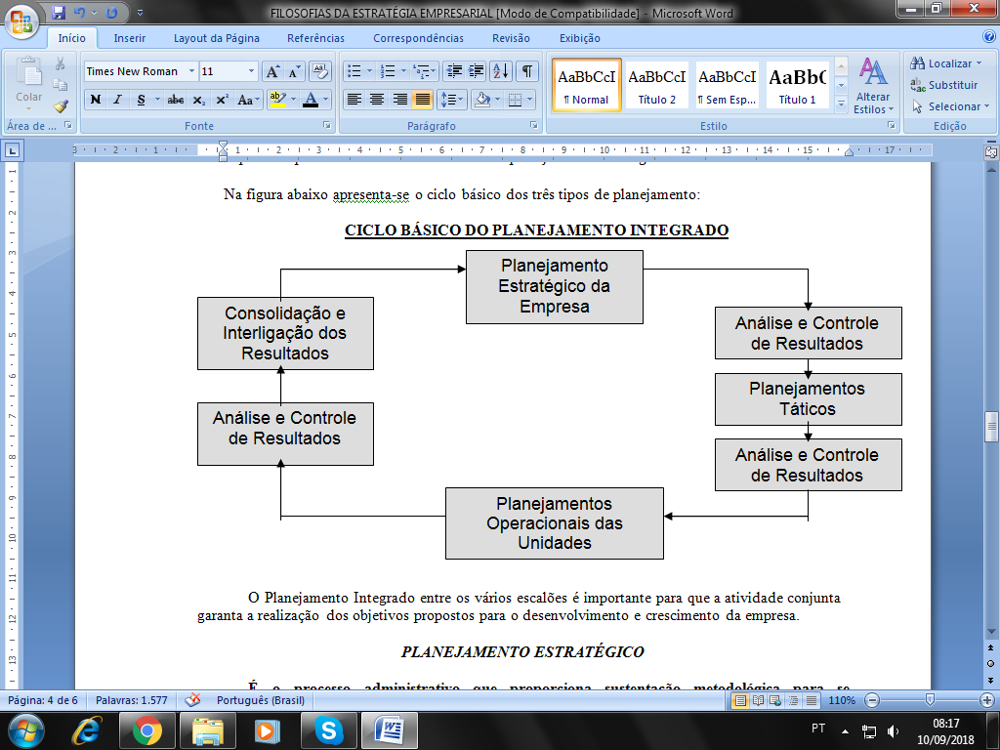 FILOSOFIAS DA ESTRATÉGIA EMPRESARIAL [Modo de Compatibilidade] - Microsoft Word
Início Inserir Layout da Página Referências Correspondências Revisão Exibição
Colar
Área de ...
Times New Roman 11
Fonte
Parágrafo
AaBbCcI AaBbCcI AaBbCcI AaBbC
¶ Normal Título 2 ¶ Sem Esp... Título 1
Alterar
Estilos
Estilo
Localizar
Substituir
Selecionar
Edição
Na figura abaixo apresenta-se o ciclo básico dos três tipos de planejamento:
CICLO BÁSICO DO PLANEJAMENTO INTEGRADO
Planejamento
Estratégico da
Empresa
Análise e Controle
de Resultados
Planejamentos
Táticos
Análise e Controle
de Resultados
Planejamentos
Operacionais das
Unidades
Análise e Controle
de Resultados
Consolidação e
Interligação dos
Resultados
O Planejamento Integrado entre os vários escalões é importante para que a atividade conjunta
garanta a realização dos objetivos propostos para o desenvolvimento e crescimento da empresa.
PLANEJAMENTO ESTRATÉGICO
É o processo administrativo que proporciona sustentação metodológica para se
Página: 4 de 6 Palavras: 1.577 Português (Brasil) 110%
PT 08:17
10/09/2018